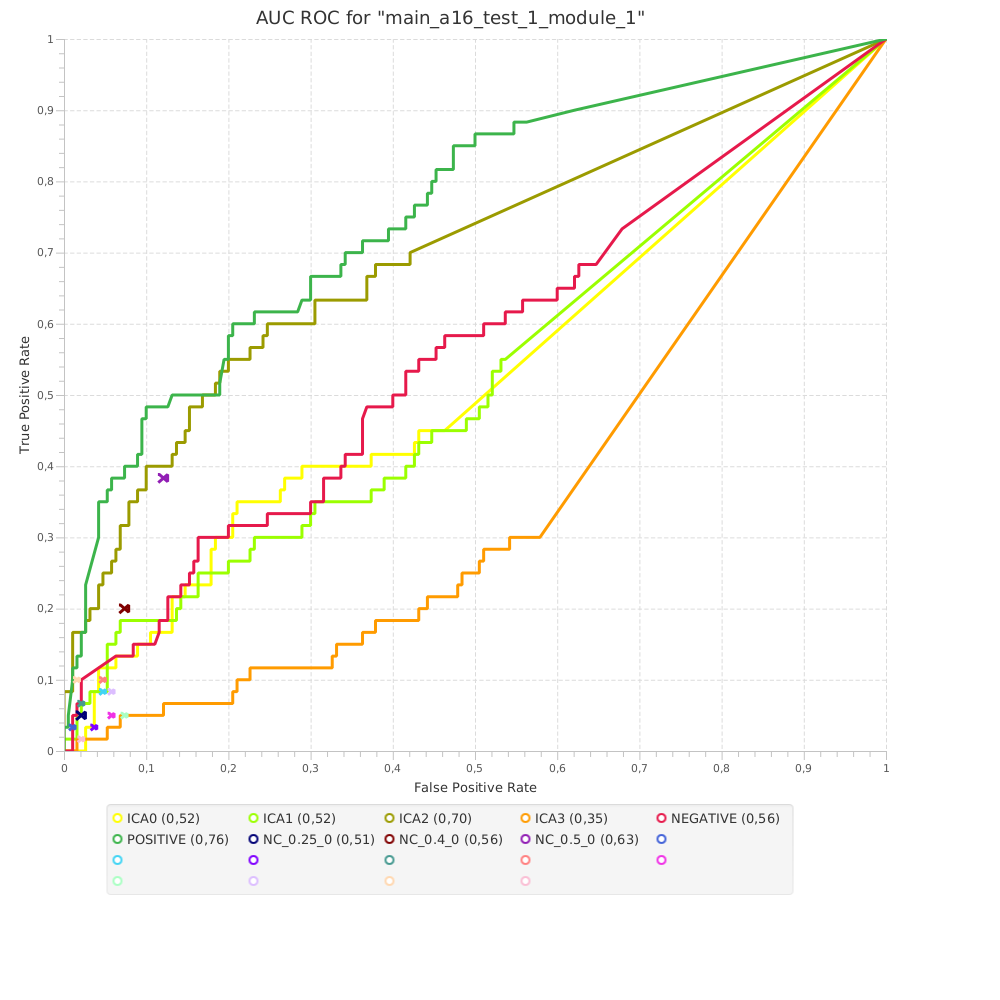 AUC ROC for "main_a16_test_1_module_1"
True Positive Rate
1
0,9
0,8
0,7
0,6
0,5
0,4
0,3
0,2
0,1
0
0 0,1 0,2 0,3 0,4 0,5 0,6 0,7 0,8 0,9 1
False Positive Rate
ICA0 (0,52) ICA1 (0,52) ICA2 (0,70) ICA3 (0,35) NEGATIVE (0,56)
POSITIVE (0,76) NC_0.25_0 (0,51) NC_0.4_0 (0,56) NC_0.5_0 (0,63)